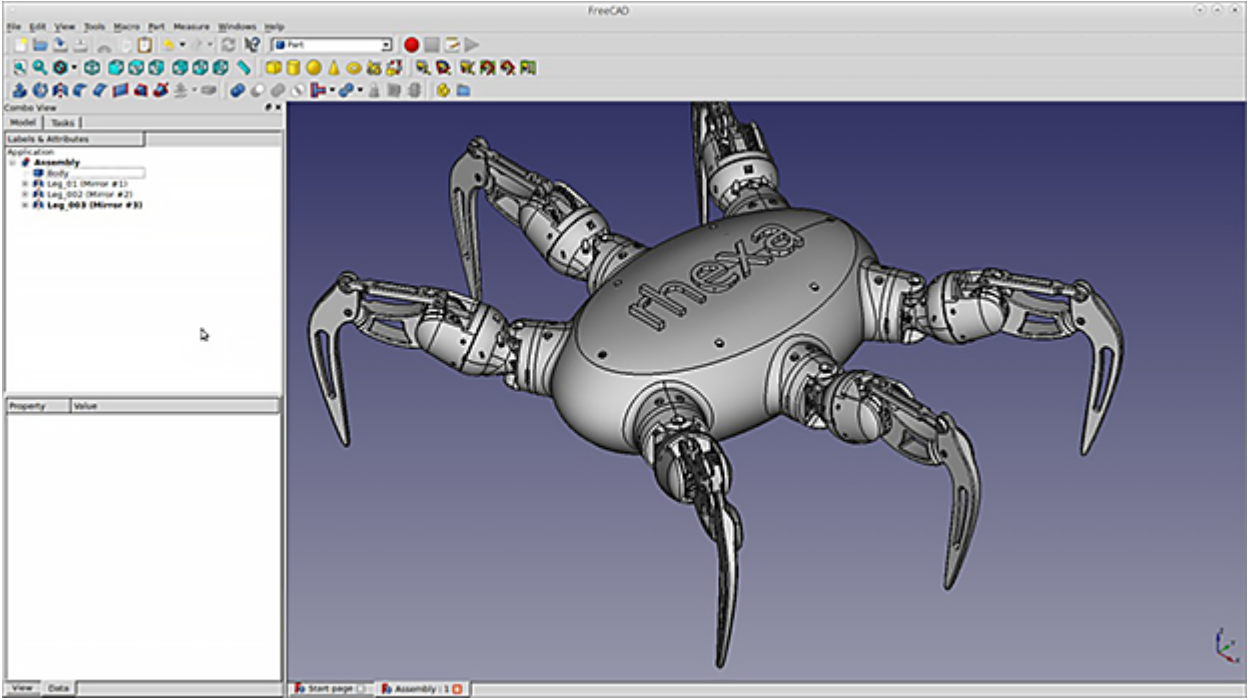 FreeCAD
File Edit View Tools Macro Part Measure Windows Help
Part
Combo View
Model Tasks
Labels & Attributes
Application
Assembly
Body
Leg_01 (Mirror #1)
Leg_002 (Mirror #2)
Leg_003 (Mirror #3)
rhexa
Property Value
View Data
Start page
Assembly : 1